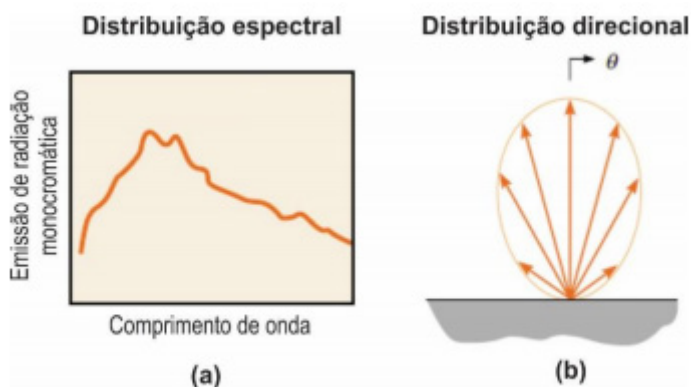 Distribuição espectral
Emissão de radiação
monocromática
Comprimento de onda
(a)
Distribuição direcional
θ
(b)